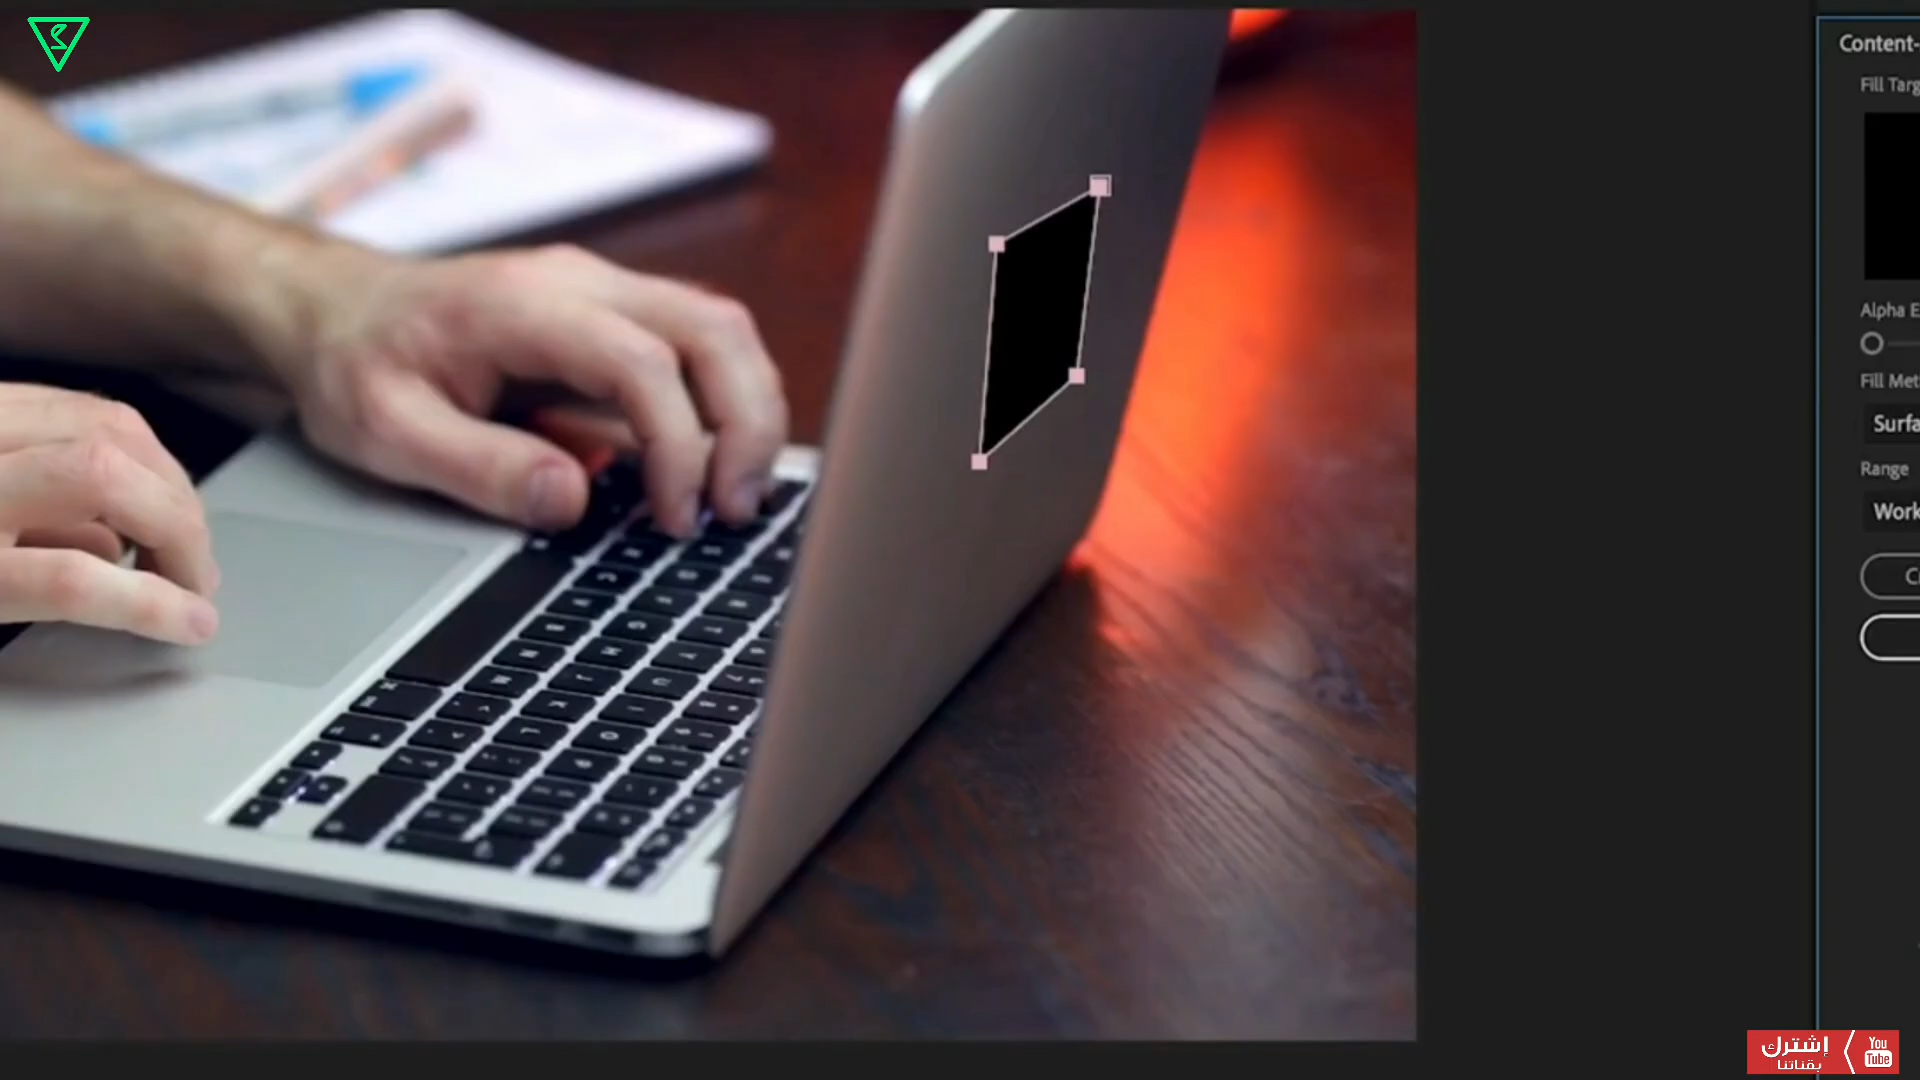 Content-
Fill Targ
Alpha E
Fill Met
Surfa
Range
Work
إشترك
بقناتنا
You
Tube